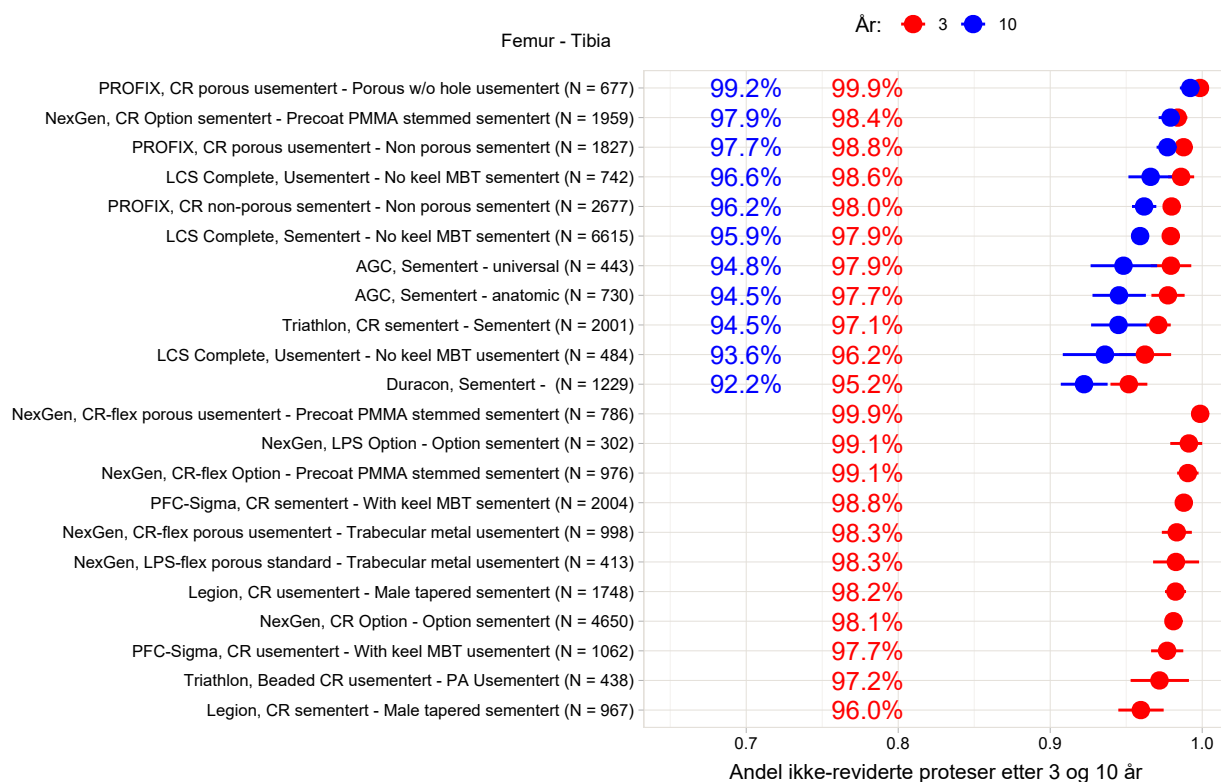 År: 3 10
Femur - Tibia
PROFIX, CR porous usementert - Porous w/o hole usementert (N = 677) 99.2% 99.9%
NexGen, CR Option sementert - Precoat PMMA stemmed sementert (N = 1959) 97.9% 98.4%
PROFIX, CR porous usementert - Non porous sementert (N = 1827) 97.7% 98.8%
LCS Complete, Usementert - No keel MBT sementert (N = 742) 96.6% 98.6%
PROFIX, CR non-porous sementert - Non porous sementert (N = 2677) 96.2% 98.0%
LCS Complete, Sementert - No keel MBT sementert (N = 6615) 95.9% 97.9%
AGC, Sementert - universal (N = 443) 94.8% 97.9%
AGC, Sementert - anatomic (N = 730) 94.5% 97.7%
Triathlon, CR sementert - Sementert (N = 2001) 94.5% 97.1%
LCS Complete, Usementert - No keel MBT usementert (N = 484) 93.6% 96.2%
Duracon, Sementert - (N = 1229) 92.2% 95.2%
NexGen, CR-flex porous usementert - Precoat PMMA stemmed sementert (N = 786) 99.9%
NexGen, LPS Option - Option sementert (N = 302) 99.1%
NexGen, CR-flex Option - Precoat PMMA stemmed sementert (N = 976) 99.1%
PFC-Sigma, CR sementert - With keel MBT sementert (N = 2004) 98.8%
NexGen, CR-flex porous usementert - Trabecular metal usementert (N = 998) 98.3%
NexGen, LPS-flex porous standard - Trabecular metal usementert (N = 413) 98.3%
Legion, CR usementert - Male tapered sementert (N = 1748) 98.2%
NexGen, CR Option - Option sementert (N = 4650) 98.1%
PFC-Sigma, CR usementert - With keel MBT usementert (N = 1062) 97.7%
Triathlon, Beaded CR usementert - PA Usementert (N = 438) 97.2%
Legion, CR sementert - Male tapered sementert (N = 967) 96.0%
0.7 0.8 0.9 1.0
Andel ikke-reviderte proteser etter 3 og 10 år